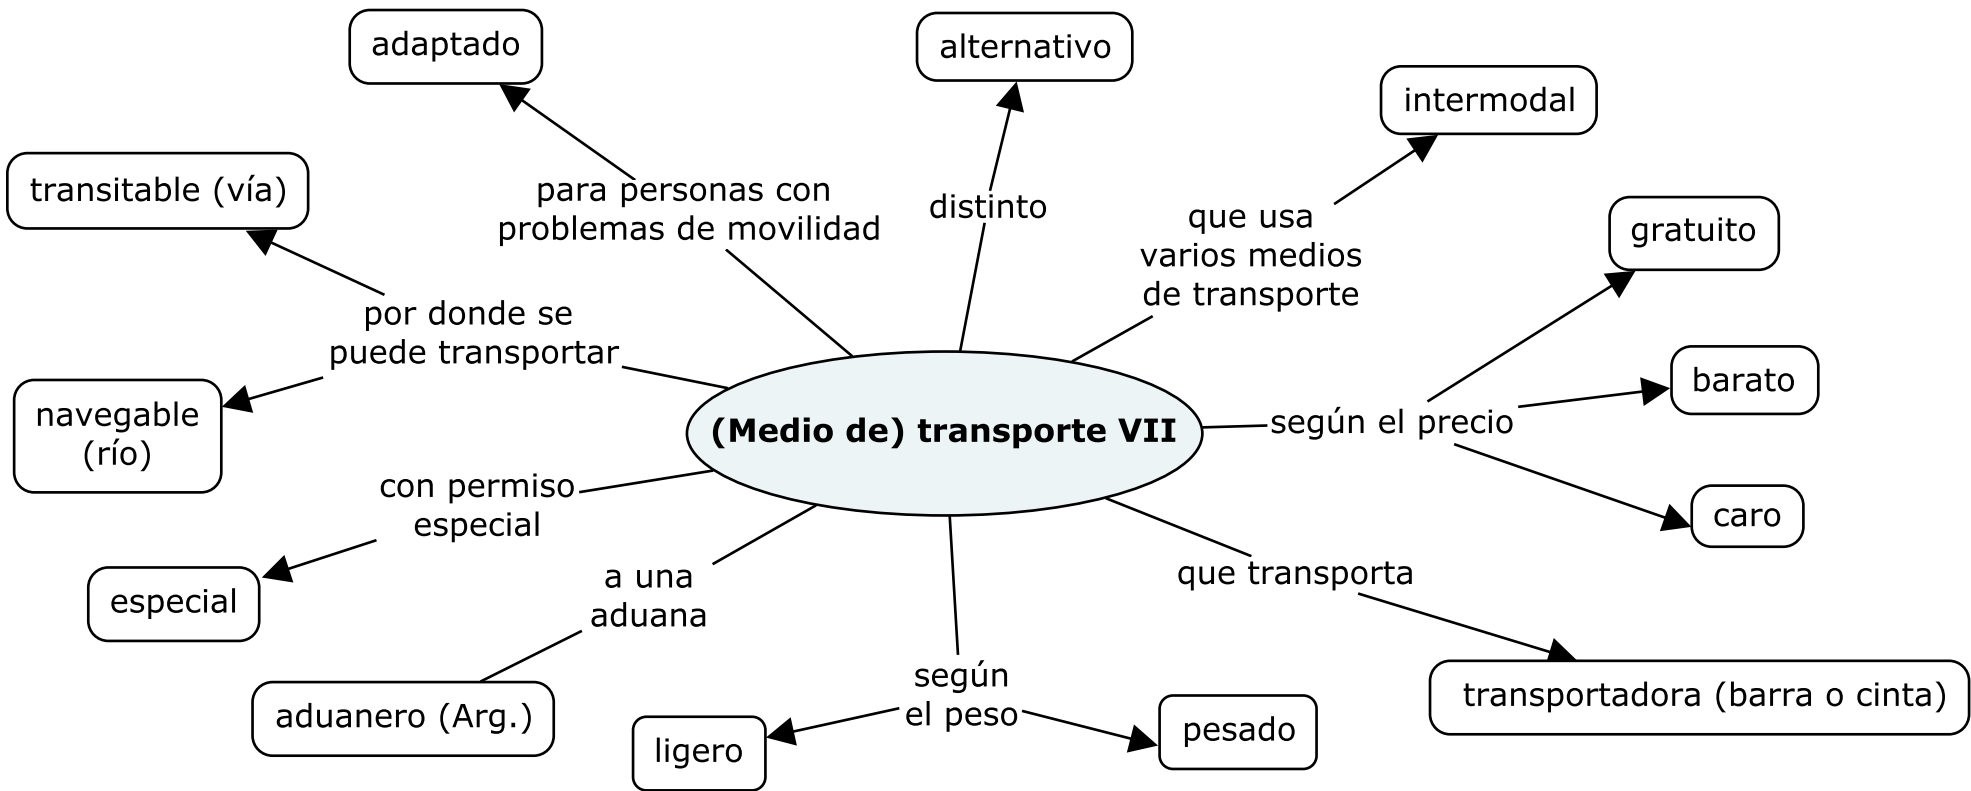 adaptado
alternativo
intermodal
transitable (vía)
para personas con
problemas de movilidad
distinto
que usa
varios medios
de transporte
gratuito
por donde se
puede transportar
barato
navegable
(río)
(Medio de) transporte VII
según el precio
con permiso
especial
caro
especial
a una
aduana
que transporta
aduanero (Arg.)
según
el peso
ligero
pesado
transportadora (barra o cinta)